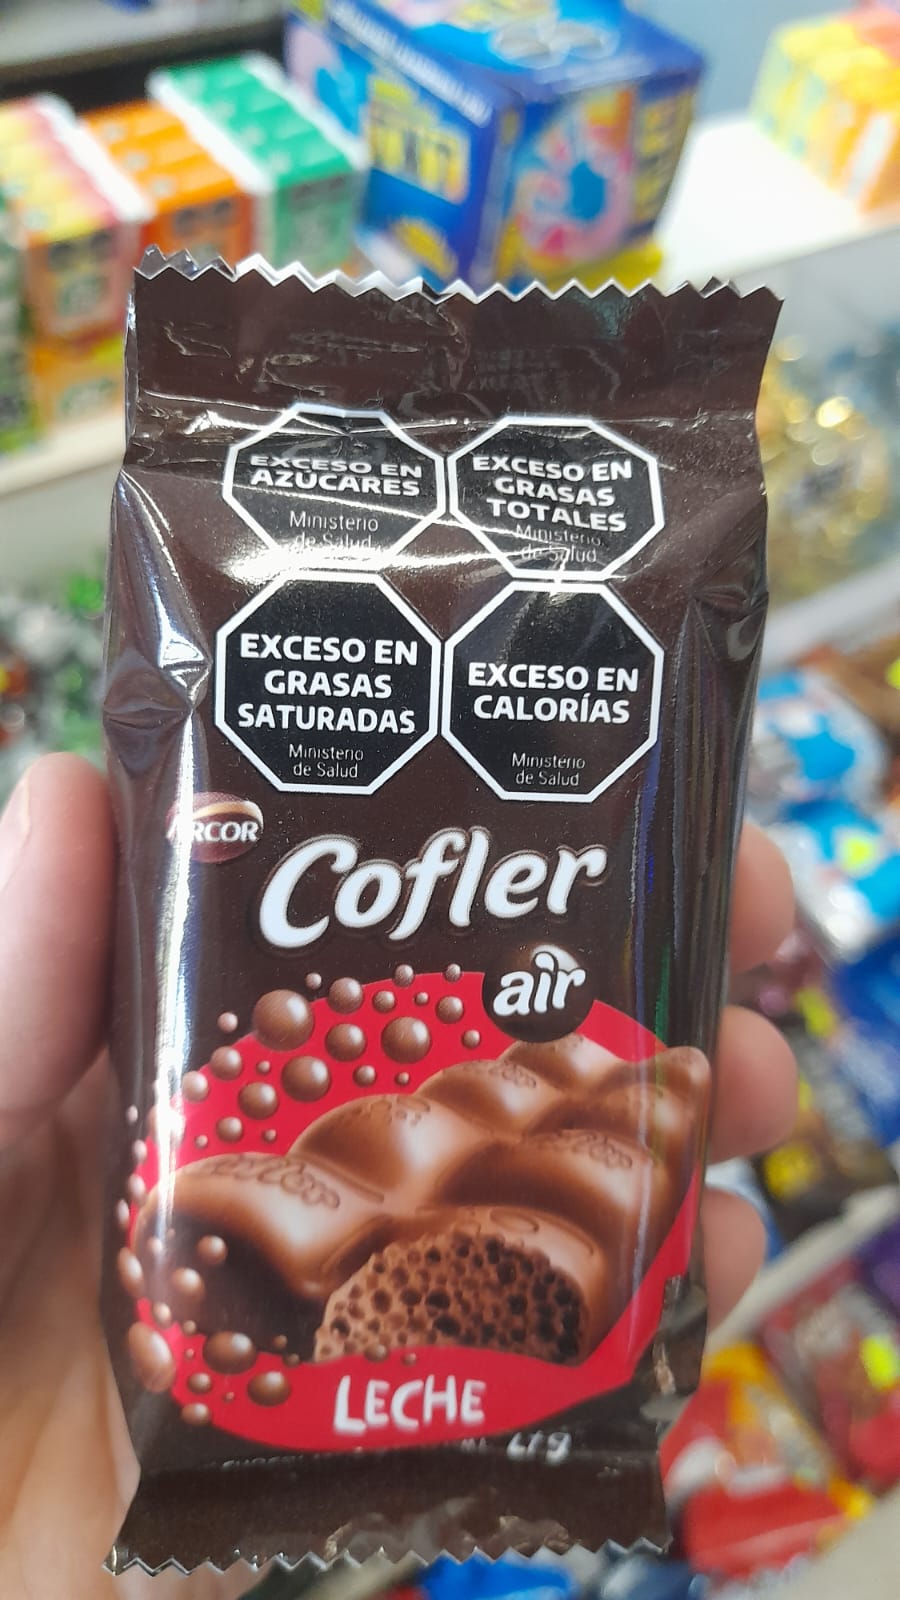 EXCESO EN
AZÚCARES
Ministerio
de Salud
EXCESO EN
GRASAS
TOTALES
Ministerio
de Salud
EXCESO EN
GRASAS
SATURADAS
Ministerio
de Salud
EXCESO EN
CALORÍAS
Ministerio
de Salud
ARCOR
Cofler
air
LECHE